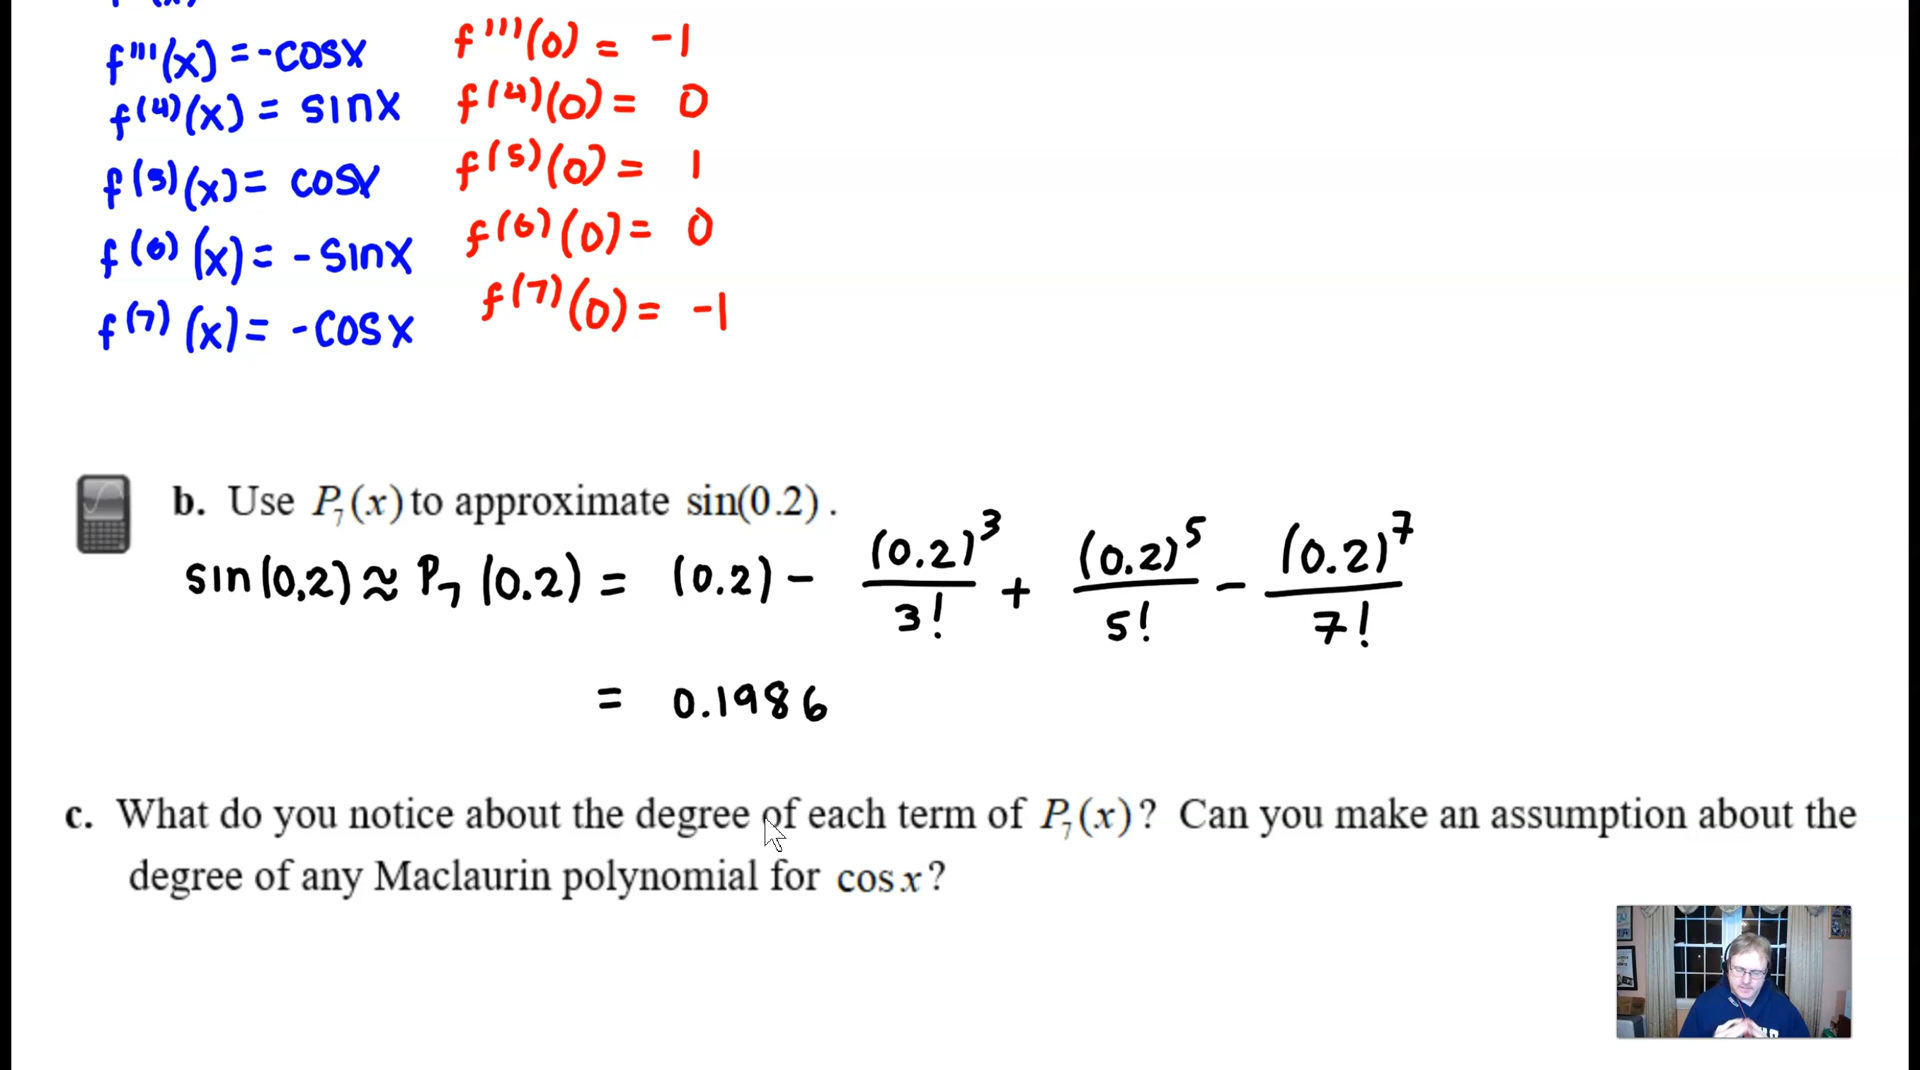 f'''(x) = -cosx f'''(0) = -1
f(4)(x) = sinx f(4)(0) = 0
f(5)(x) = cosx f(5)(0) = 1
f(6)(x) = -sinx f(6)(0) = 0
f(7)(x) = -cosx f(7)(0) = -1
b. Use P₇(x) to approximate sin(0.2).
sin(0.2) ≈ P₇(0.2) = (0.2) - (0.2)³/3! + (0.2)⁵/5! - (0.2)⁷/7!
= 0.1986
c. What do you notice about the degree of each term of P₇(x)? Can you make an assumption about the
degree of any Maclaurin polynomial for cos x?